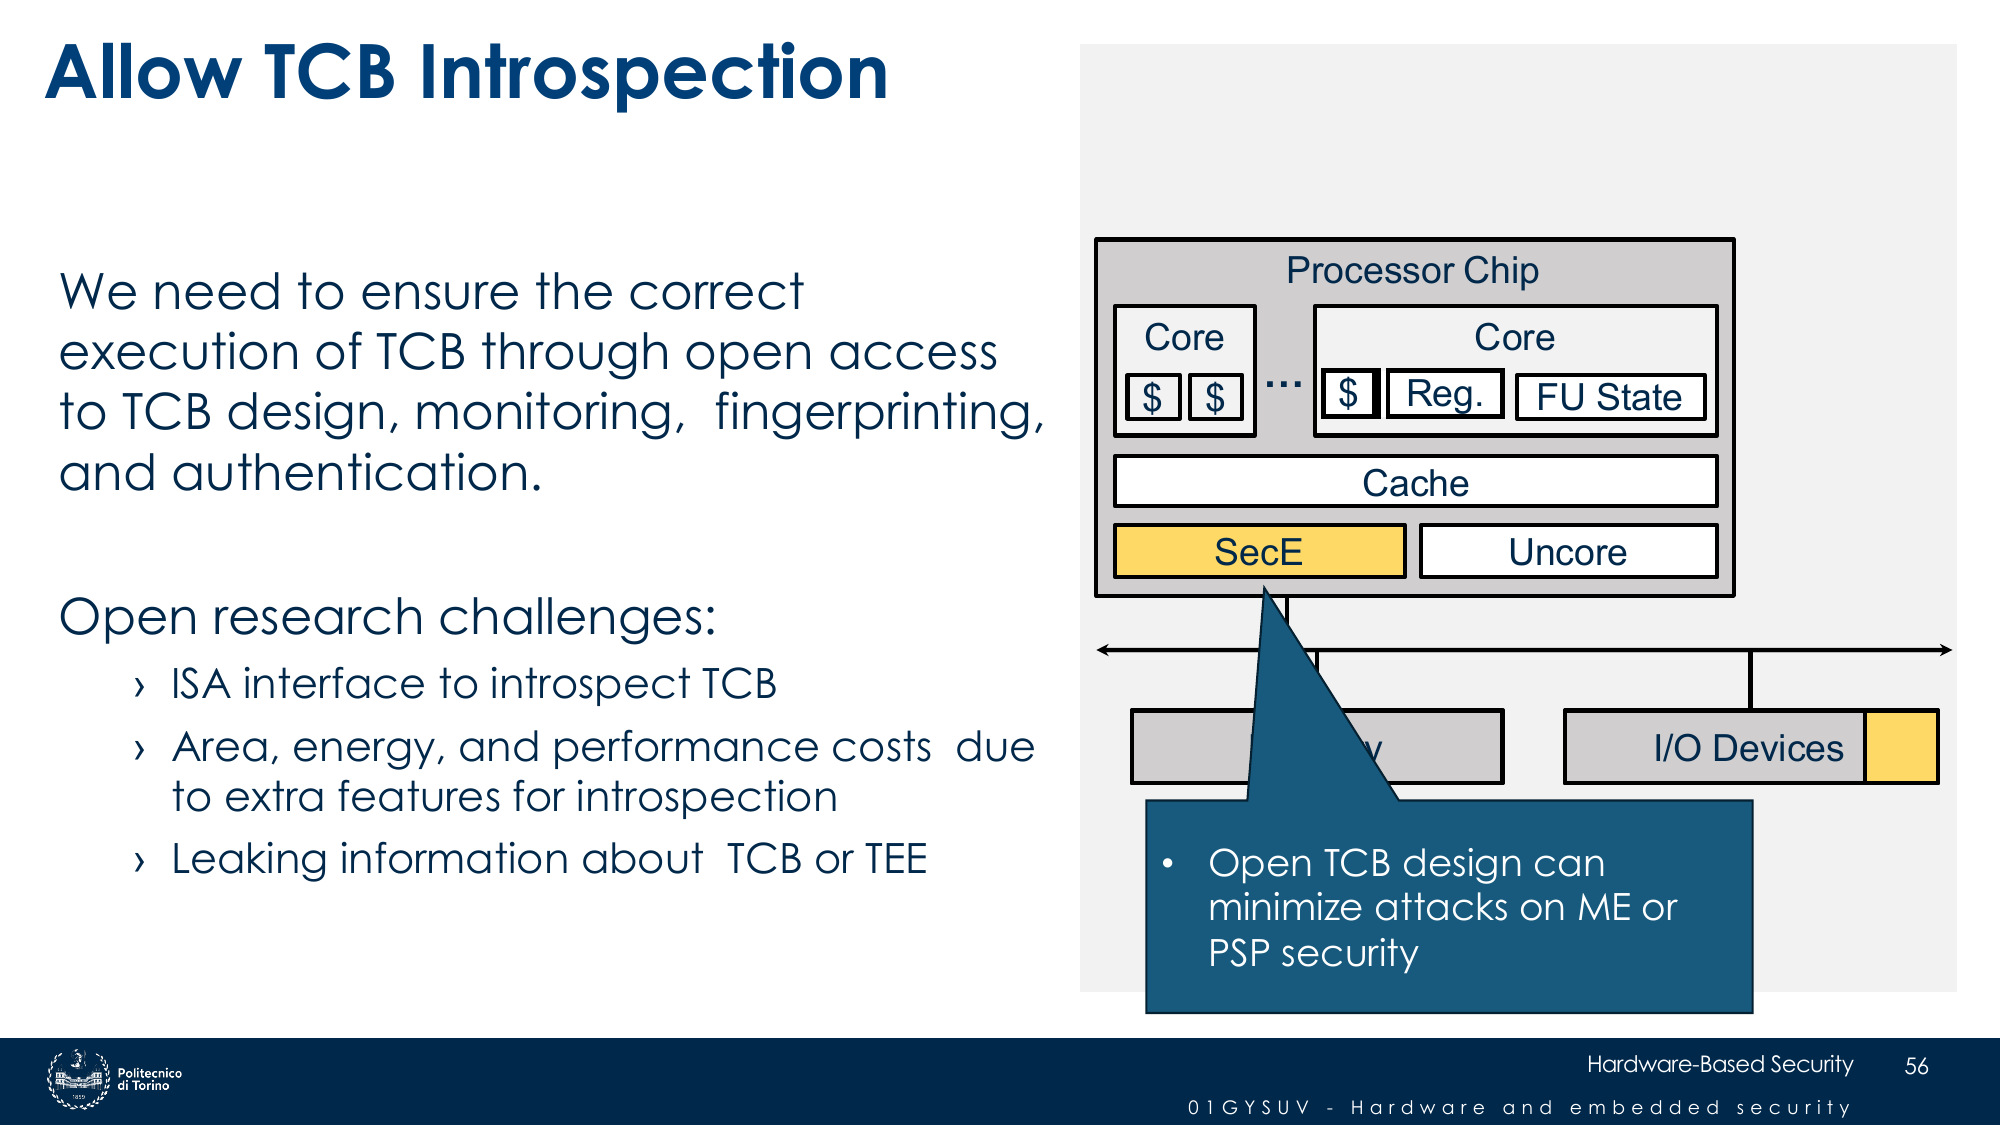 Allow TCB Introspection
We need to ensure the correct
execution of TCB through open access
to TCB design, monitoring,  fingerprinting,
and authentication.
Open research challenges:
› ISA interface to introspect TCB
› Area, energy, and performance costs  due
to extra features for introspection
› Leaking information about  TCB or TEE
Processor Chip
Core
$ $
...
Core
$ Reg. FU State
Cache
SecE
Uncore
I/O Devices
• Open TCB design can
minimize attacks on ME or
PSP security
Politecnico
di Torino
1859
Hardware-Based Security
56
01GYSUV - Hardware and embedded security